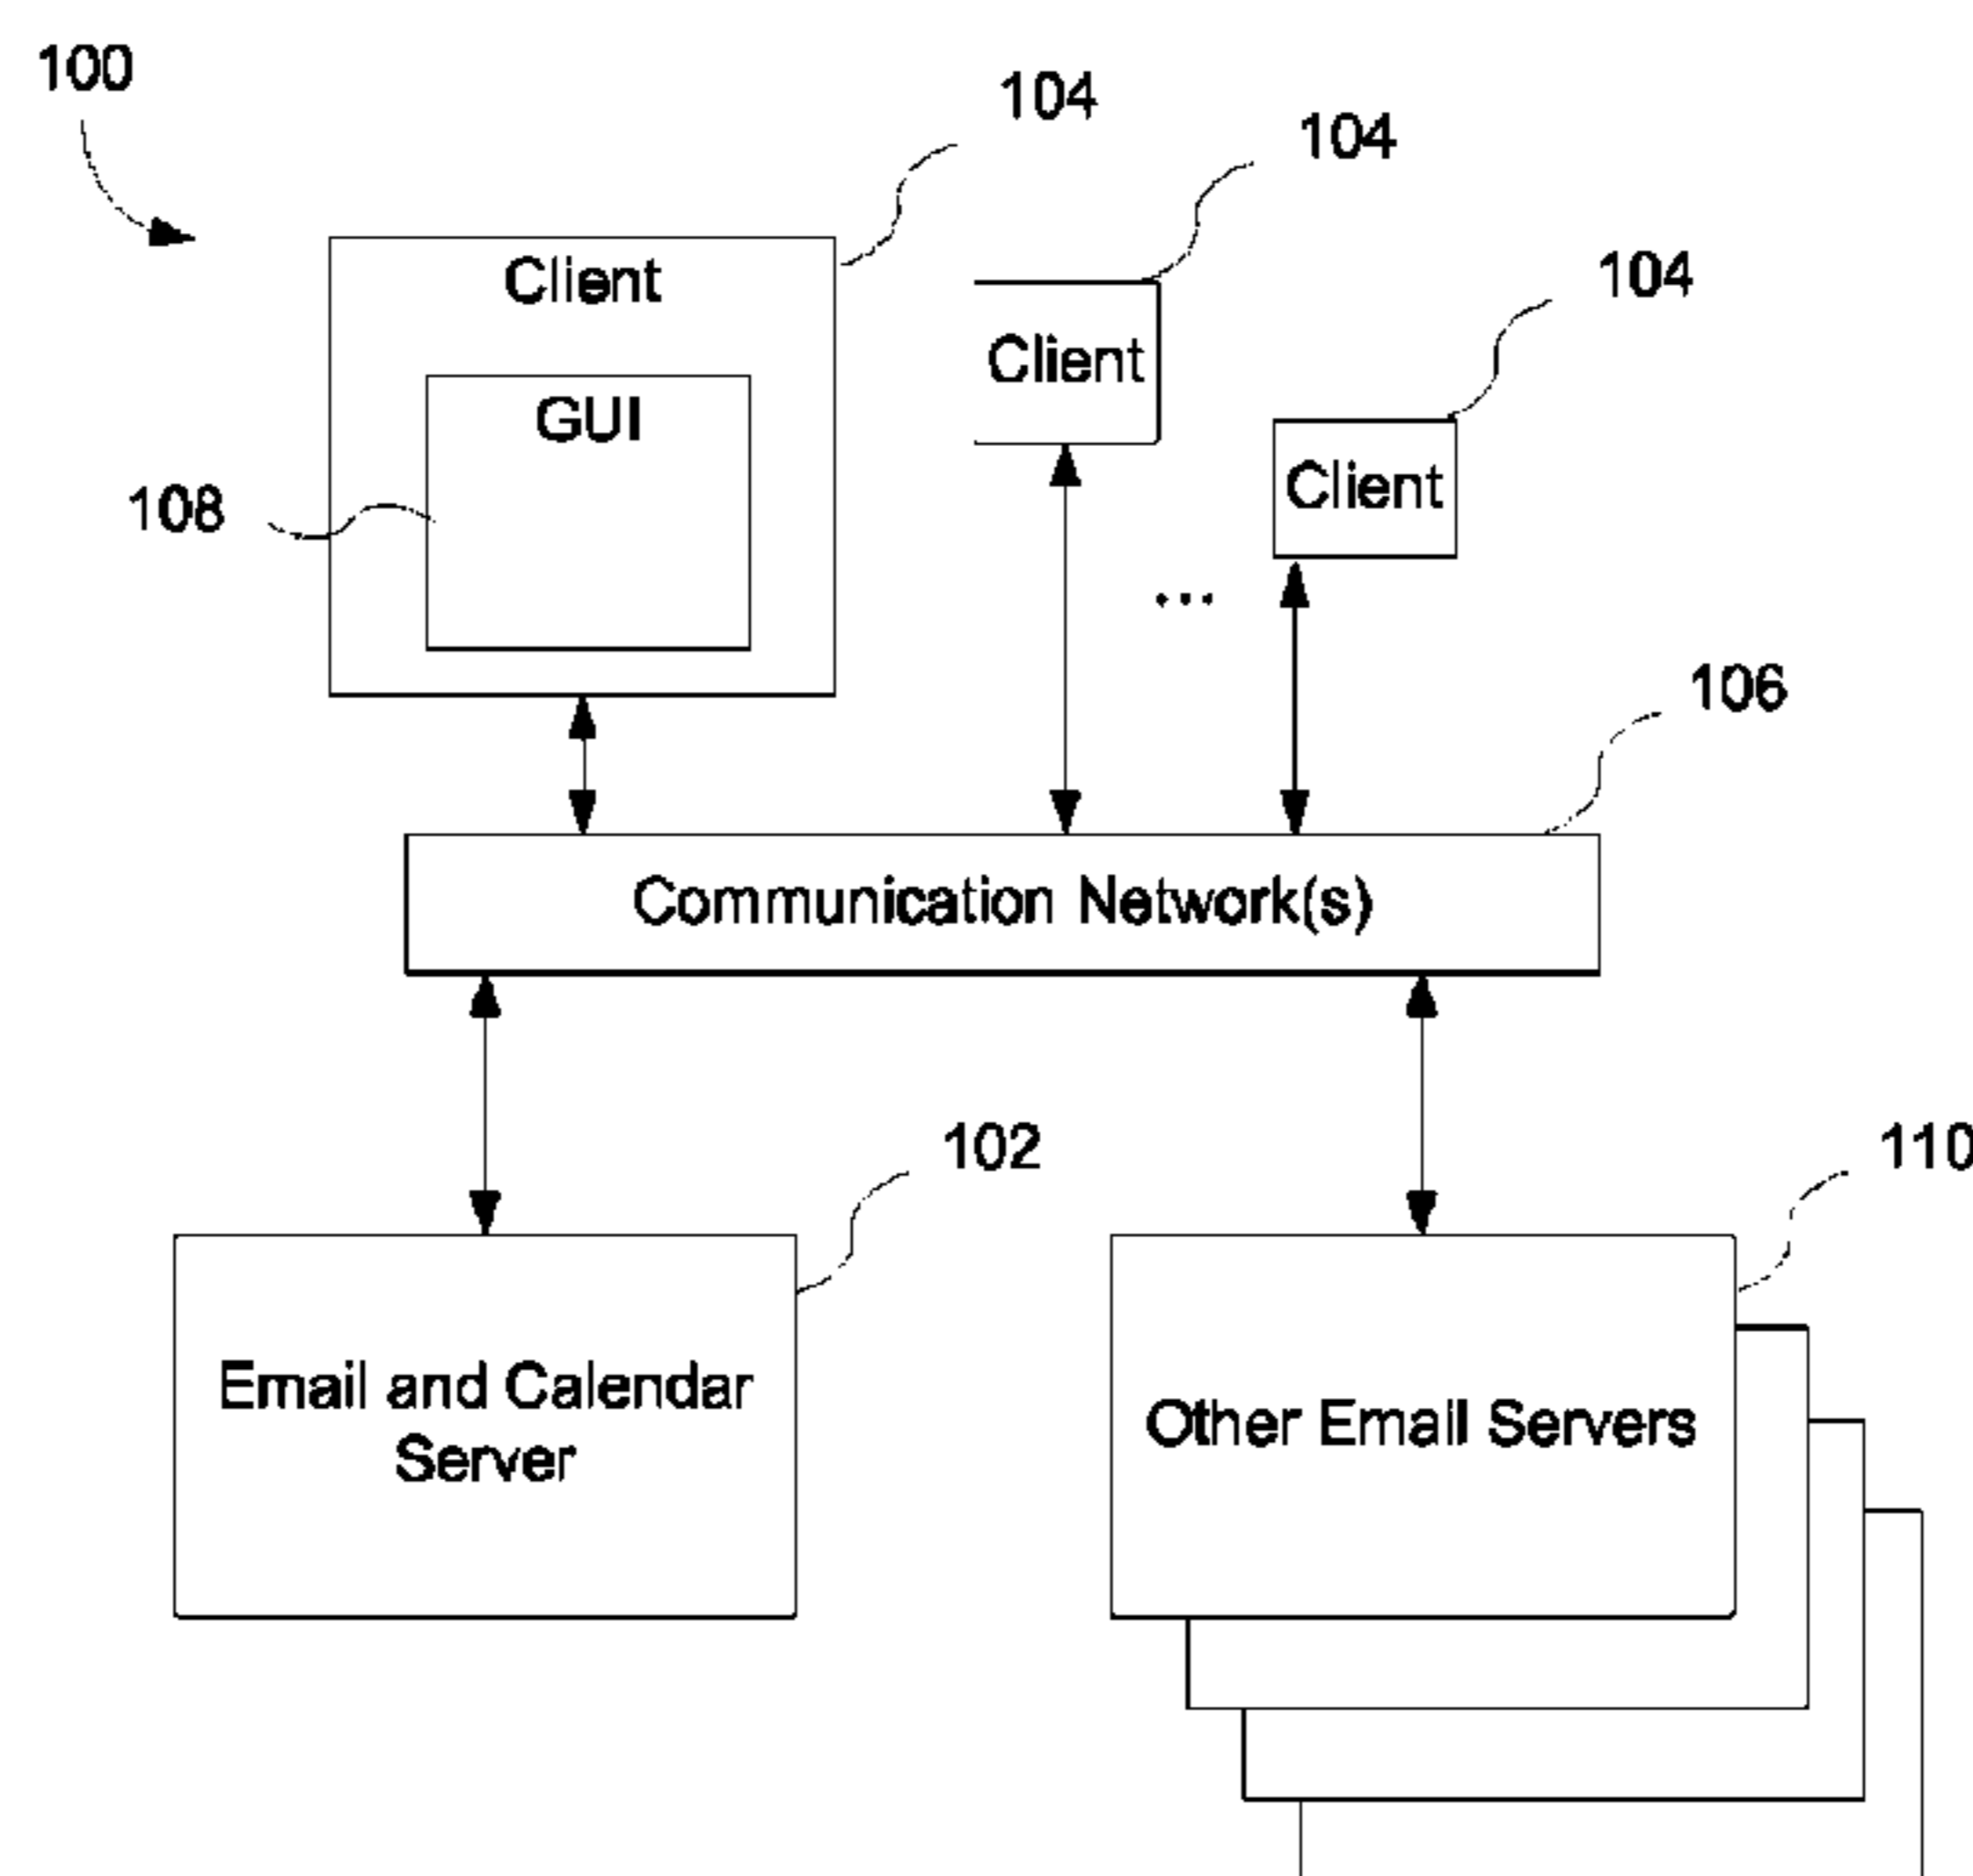 100
104
104
104
Client
Client
GUI
Client
108
...
106
Communication Network(s)
102
110
Email and Calendar
Server
Other Email Servers